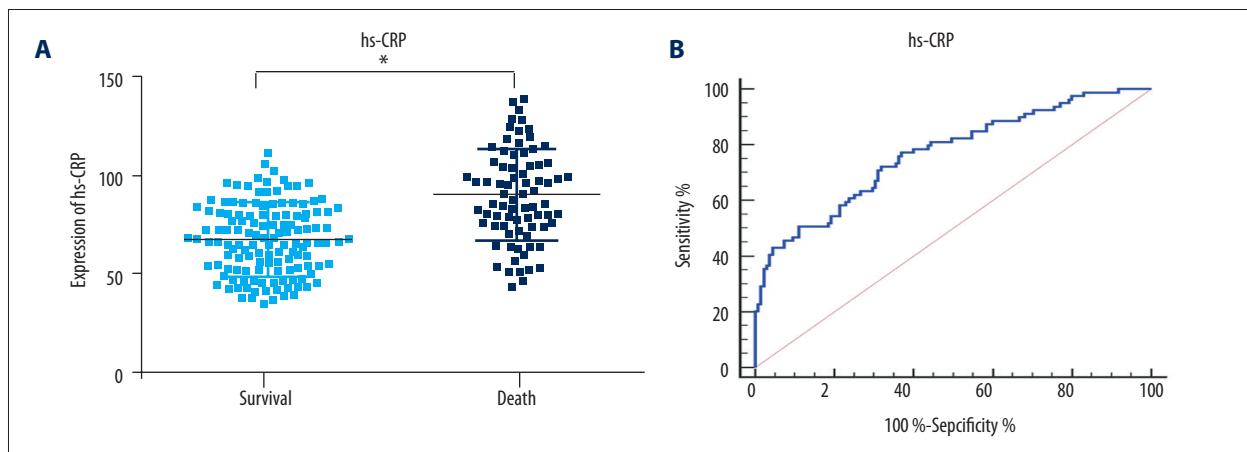 A
hs-CRP
*
Expression of hs-CRP
150
100
50
0
Survival
Death
B
hs-CRP
Sensitivity %
100
80
60
40
20
0
0 2 40 60 80 100
100 %-Sepcificity %